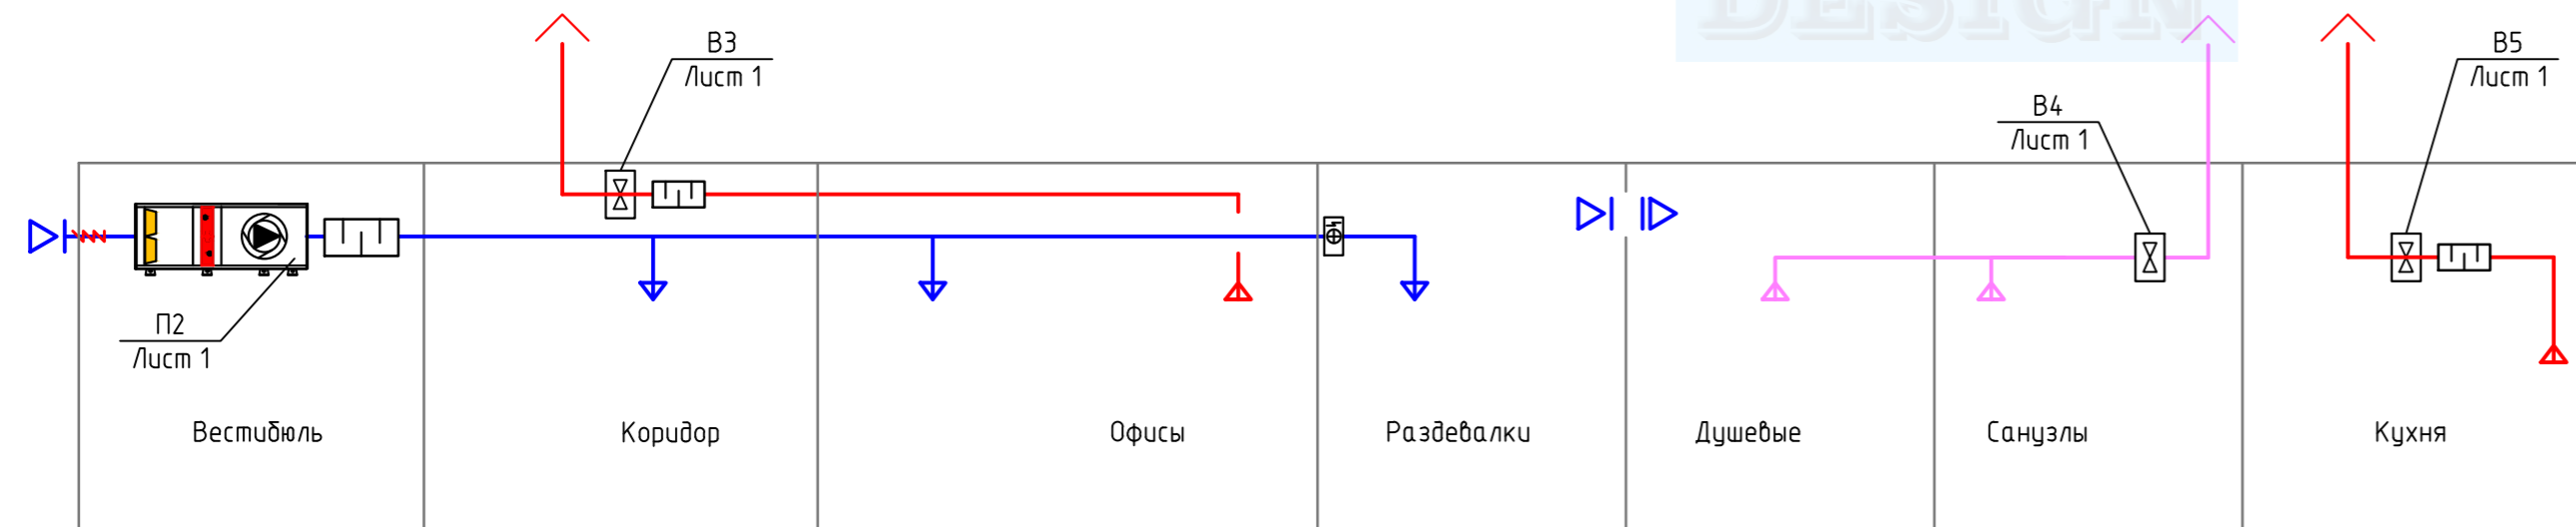 DESIGN
В3
Лист 1
В5
Лист 1
В4
Лист 1
П2
Лист 1
Вестибюль
Коридор
Офисы
Раздевалки
Душевые
Санузлы
Кухня